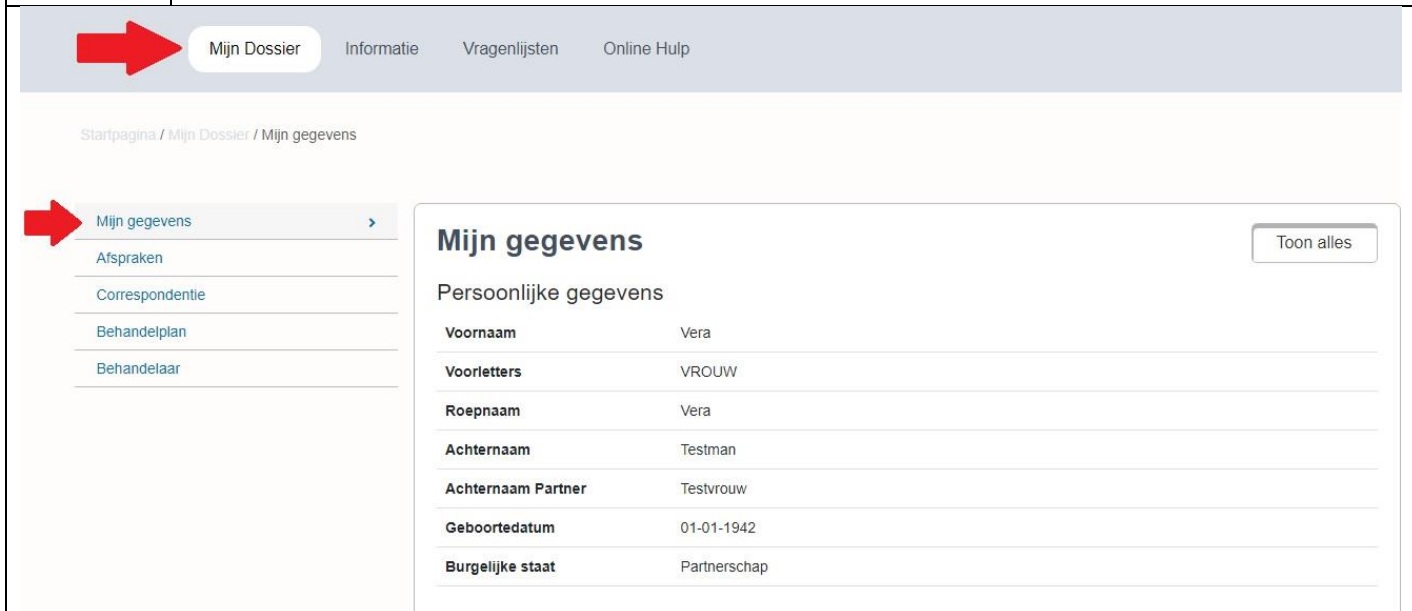 Mijn Dossier Informatie Vragenlijsten Online Hulp
Startpagina / Mijn Dossier / Mijn gegevens
Mijn gegevens
Afspraken
Correspondentie
Behandelplan
Behandelaar
Mijn gegevens
Toon alles
Persoonlijke gegevens
Voornaam Vera
Voorletters VROUW
Roepnaam Vera
Achternaam Testman
Achternaam Partner Testvrouw
Geboortedatum 01-01-1942
Burgelijke staat Partnerschap